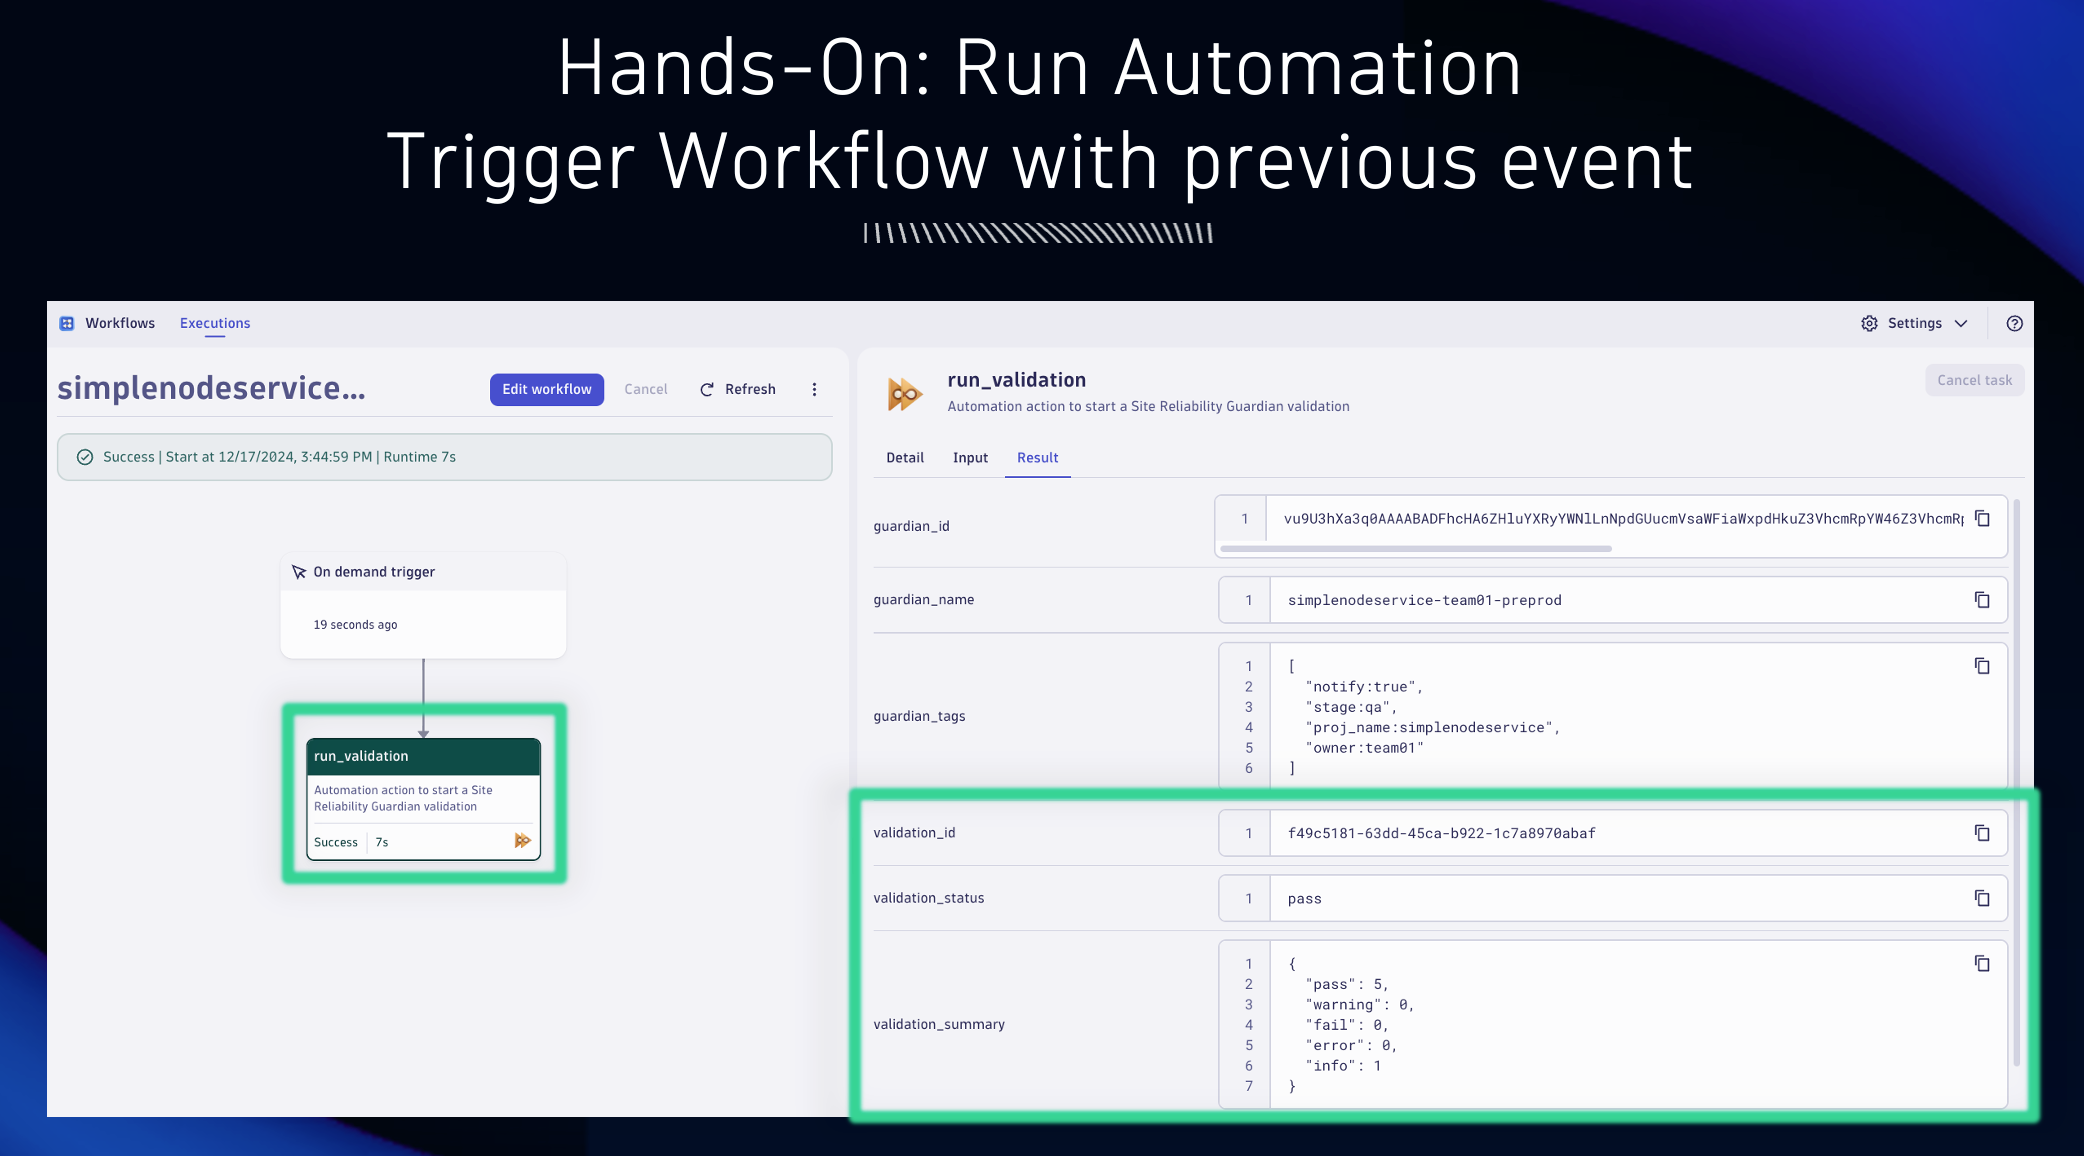 Hands-On: Run Automation
Trigger Workflow with previous event
Workflows
Executions
Settings
simplenodeservice...
Edit workflow
Cancel
Refresh
Success | Start at 12/17/2024, 3:44:59 PM | Runtime 7s
On demand trigger
19 seconds ago
run_validation
Automation action to start a Site
Reliability Guardian validation
Success
7s
run_validation
Automation action to start a Site Reliability Guardian validation
Cancel task
Detail
Input
Result
guardian_id
1
guardian_name
1 simplenodeservice-team01-preprod
guardian_tags
1 [
2 "notify:true",
3 "stage:qa",
4 "proj_name:simplenodeservice",
5 "owner:team01"
6 ]
validation_id
1 f49c5181-63dd-45ca-b922-1c7a8970abaf
validation_status
1 pass
validation_summary
1 {
2 "pass": 5,
3 "warning": 0,
4 "fail": 0,
5 "error": 0,
6 "info": 1
7 }